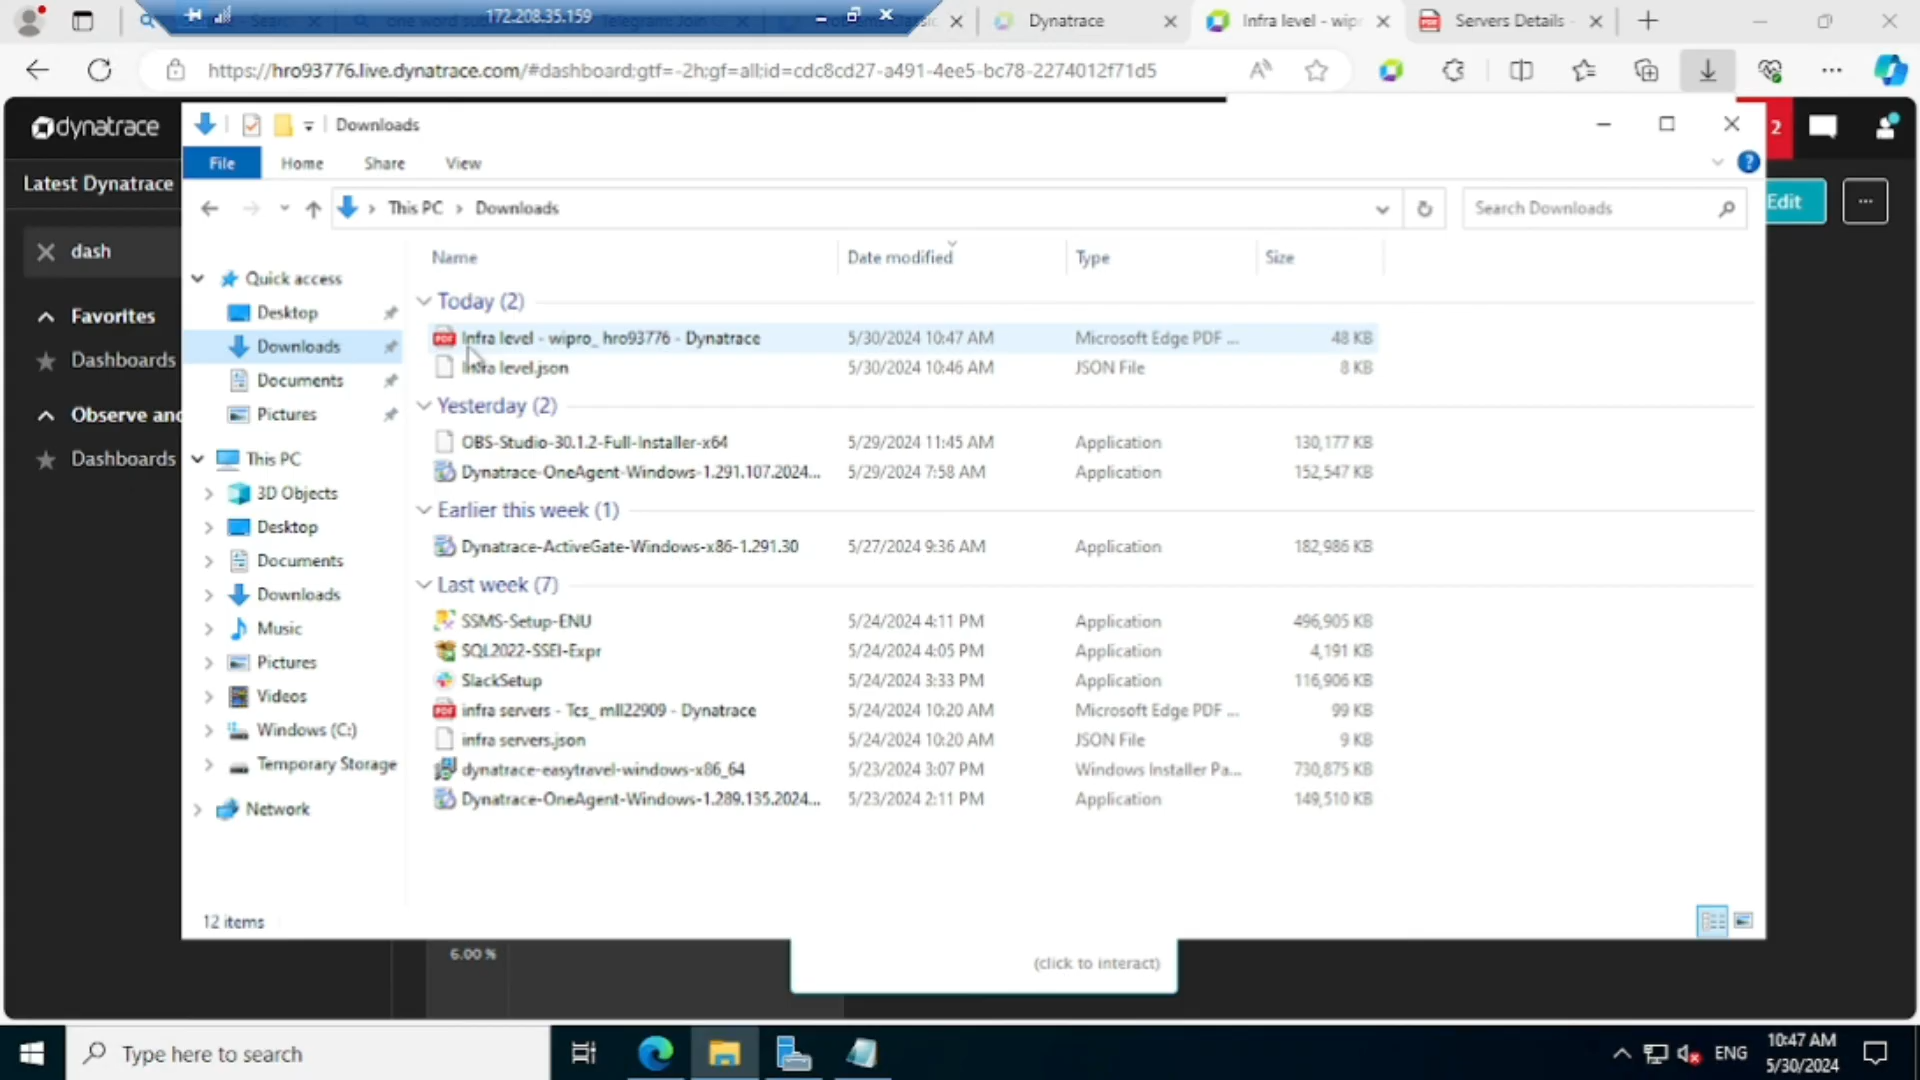 172.208.35.159
Dynatrace
Infra level - wipr
Servers Details -
https://hro93776.live.dynatrace.com/#dashboard;gtf=-2h;gf=all;id=cdc8cd27-a491-4ee5-bc78-2274012f71d5
dynatrace
Downloads
2
File Home Share View
Latest Dynatrace
This PC > Downloads
Search Downloads
Edit
dash
Name Date modified Type Size
Quick access
Desktop
Downloads
Documents
Pictures
This PC
3D Objects
Desktop
Documents
Downloads
Music
Pictures
Videos
Windows (C:)
Temporary Storage
Network
Favorites
Dashboards
Observe and
Dashboards
Today (2)
Infra level - wipro_ hro93776 - Dynatrace 5/30/2024 10:47 AM Microsoft Edge PDF ... 48 KB
Infra level.json 5/30/2024 10:46 AM JSON File 8 KB
Yesterday (2)
OBS-Studio-30.1.2-Full-Installer-x64 5/29/2024 11:45 AM Application 130,177 KB
Dynatrace-OneAgent-Windows-1.291.107.2024... 5/29/2024 7:58 AM Application 152,547 KB
Earlier this week (1)
Dynatrace-ActiveGate-Windows-x86-1.291.30 5/27/2024 9:36 AM Application 182,986 KB
Last week (7)
SSMS-Setup-ENU 5/24/2024 4:11 PM Application 496,905 KB
SQL2022-SSEI-Expr 5/24/2024 4:05 PM Application 4,191 KB
SlackSetup 5/24/2024 3:33 PM Application 116,906 KB
infra servers - Tcs_ mll22909 - Dynatrace 5/24/2024 10:20 AM Microsoft Edge PDF ... 99 KB
infra servers.json 5/24/2024 10:20 AM JSON File 9 KB
dynatrace-easytravel-windows-x86_64 5/23/2024 3:07 PM Windows Installer Pa... 730,875 KB
Dynatrace-OneAgent-Windows-1.289.135.2024... 5/23/2024 2:11 PM Application 149,510 KB
12 items
6.00 %
(click to interact)
Type here to search
ENG
10:47 AM
5/30/2024